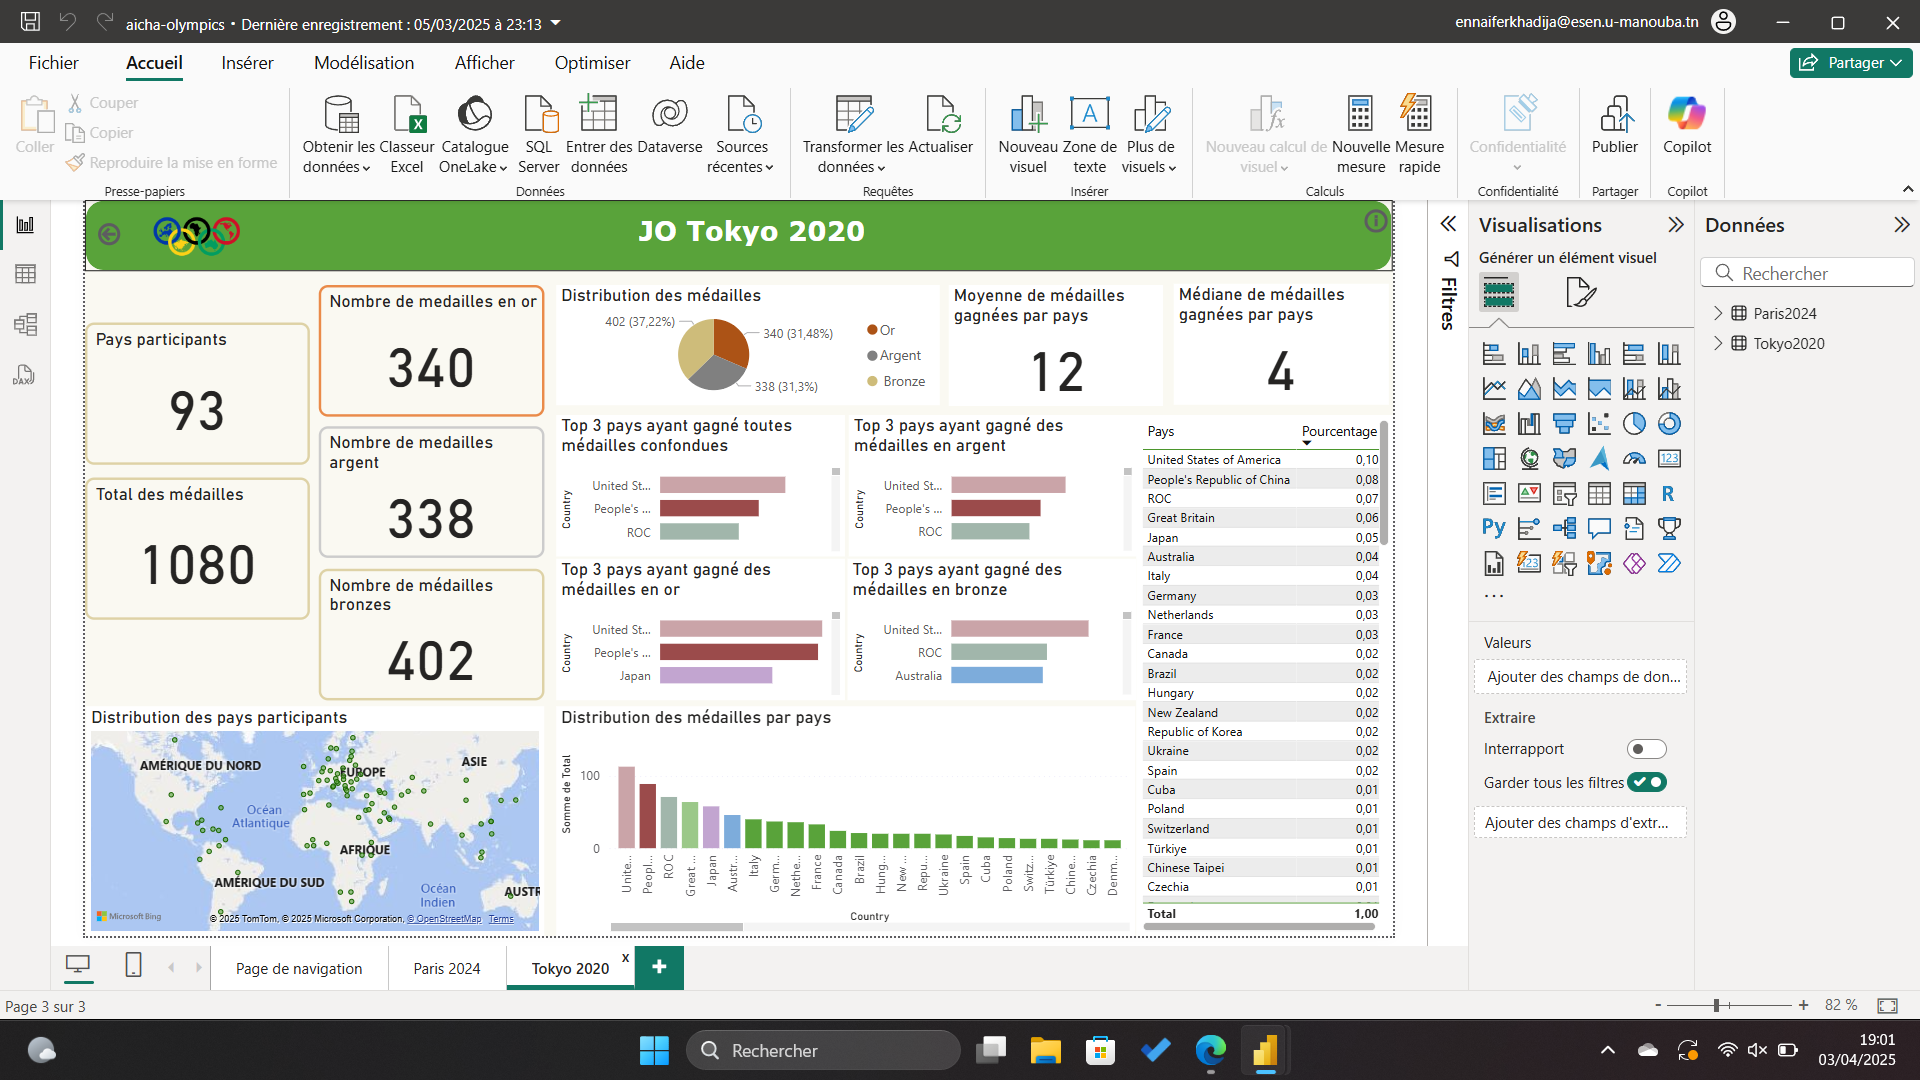 aicha-olympics • Dernière enregistrement : 05/03/2025 à 23:13
ennaiferkhadija@esen.u-manouba.tn
Fichier
Accueil
Insérer
Modélisation
Afficher
Optimiser
Aide
Partager
Coller
Couper
Copier
Reproduire la mise en forme
Presse-papiers
Obtenir les données
Classeur Excel
Catalogue OneLake
SQL Server
Entrer des données
Dataverse
Sources récentes
Données
Transformer les données
Actualiser
Requêtes
Nouveau visuel
Zone de texte
Plus de visuels
Insérer
Nouveau calcul de visuel
Nouvelle mesure
Mesure rapide
Calculs
Confidentialité
Confidentialité
Publier
Partager
Copilot
Copilot
JO Tokyo 2020
Pays participants
93
Total des médailles
1080
Nombre de medailles en or
340
Nombre de medailles
argent
338
Nombre de médailles
bronzes
402
Distribution des médailles
402 (37,22%)
340 (31,48%)
338 (31,3%)
Or
Argent
Bronze
Moyenne de médailles
gagnées par pays
12
Médiane de médailles
gagnées par pays
4
Top 3 pays ayant gagné toutes
médailles confondues
Country
United St...
People's ...
ROC
Top 3 pays ayant gagné des
médailles en argent
Country
United St...
People's ...
ROC
Top 3 pays ayant gagné des
médailles en or
Country
United St...
People's ...
Japan
Top 3 pays ayant gagné des
médailles en bronze
Country
United St...
ROC
Australia
Pays Pourcentage
United States of America 0,10
People's Republic of China 0,08
ROC 0,07
Great Britain 0,06
Japan 0,05
Australia 0,04
Italy 0,04
Germany 0,03
Netherlands 0,03
France 0,03
Canada 0,02
Brazil 0,02
Hungary 0,02
New Zealand 0,02
Republic of Korea 0,02
Ukraine 0,02
Spain 0,02
Cuba 0,01
Poland 0,01
Switzerland 0,01
Türkiye 0,01
Chinese Taipei 0,01
Czechia 0,01
Total 1,00
Distribution des pays participants
AMÉRIQUE DU NORD
EUROPE
ASIE
Océan
Atlantique
AFRIQUE
AMÉRIQUE DU SUD
Océan
Indien
AUSTR
Microsoft Bing
© 2025 TomTom, © 2025 Microsoft Corporation, © OpenStreetMap Terms
Distribution des médailles par pays
Somme de Total
100
0
Unite...
Peopl...
ROC
Great ...
Japan
Austr...
Italy
Germ...
Nethe...
France
Canada
Brazil
Hung...
New ...
Repu...
Ukraine
Spain
Cuba
Poland
Switz...
Türkiye
Chine...
Czechia
Denm...
Country
Filtres
Visualisations
Générer un élément visuel
R
Py
123
...
Valeurs
Ajouter des champs de don...
Extraire
Interrapport
Garder tous les filtres
Ajouter des champs d'extr...
Données
Rechercher
Paris2024
Tokyo2020
Page de navigation
Paris 2024
Tokyo 2020
x
+
Page 3 sur 3
- + 82 %
Rechercher
19:01
03/04/2025